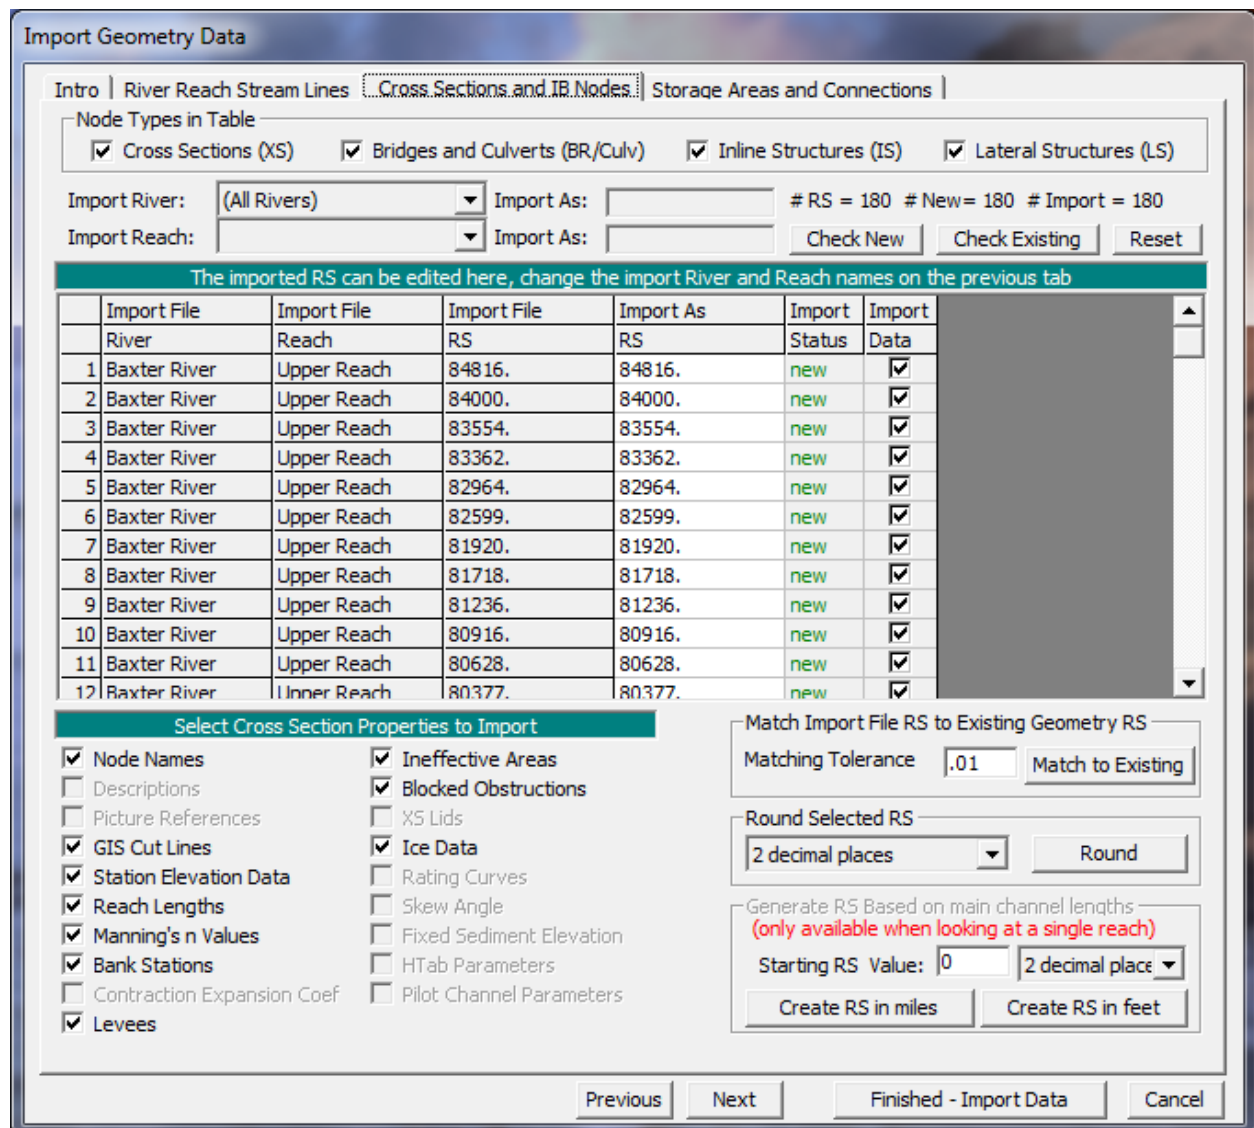 Import Geometry Data
Intro River Reach Stream Lines Cross Sections and IB Nodes Storage Areas and Connections
Node Types in Table
Cross Sections (XS) Bridges and Culverts (BR/Culv) Inline Structures (IS) Lateral Structures (LS)
Import River: (All Rivers) Import As: # RS = 180 # New= 180 # Import = 180
Import Reach: Import As: Check New Check Existing Reset
The imported RS can be edited here, change the import River and Reach names on the previous tab
Import File Import File Import File Import As Import Import
River Reach RS RS Status Data
1 Baxter River Upper Reach 84816. 84816. new
2 Baxter River Upper Reach 84000. 84000. new
3 Baxter River Upper Reach 83554. 83554. new
4 Baxter River Upper Reach 83362. 83362. new
5 Baxter River Upper Reach 82964. 82964. new
6 Baxter River Upper Reach 82599. 82599. new
7 Baxter River Upper Reach 81920. 81920. new
8 Baxter River Upper Reach 81718. 81718. new
9 Baxter River Upper Reach 81236. 81236. new
10 Baxter River Upper Reach 80916. 80916. new
11 Baxter River Upper Reach 80628. 80628. new
12 Baxter River Upper Reach 80377. 80377. new
Select Cross Section Properties to Import
Node Names Ineffective Areas
Descriptions Blocked Obstructions
Picture References XS Lids
GIS Cut Lines Ice Data
Station Elevation Data Rating Curves
Reach Lengths Skew Angle
Manning's n Values Fixed Sediment Elevation
Bank Stations HTab Parameters
Contraction Expansion Coef Pilot Channel Parameters
Levees
Match Import File RS to Existing Geometry RS
Matching Tolerance .01 Match to Existing
Round Selected RS
2 decimal places Round
Generate RS Based on main channel lengths
(only available when looking at a single reach)
Starting RS Value: 0 2 decimal place
Create RS in miles Create RS in feet
Previous Next Finished - Import Data Cancel